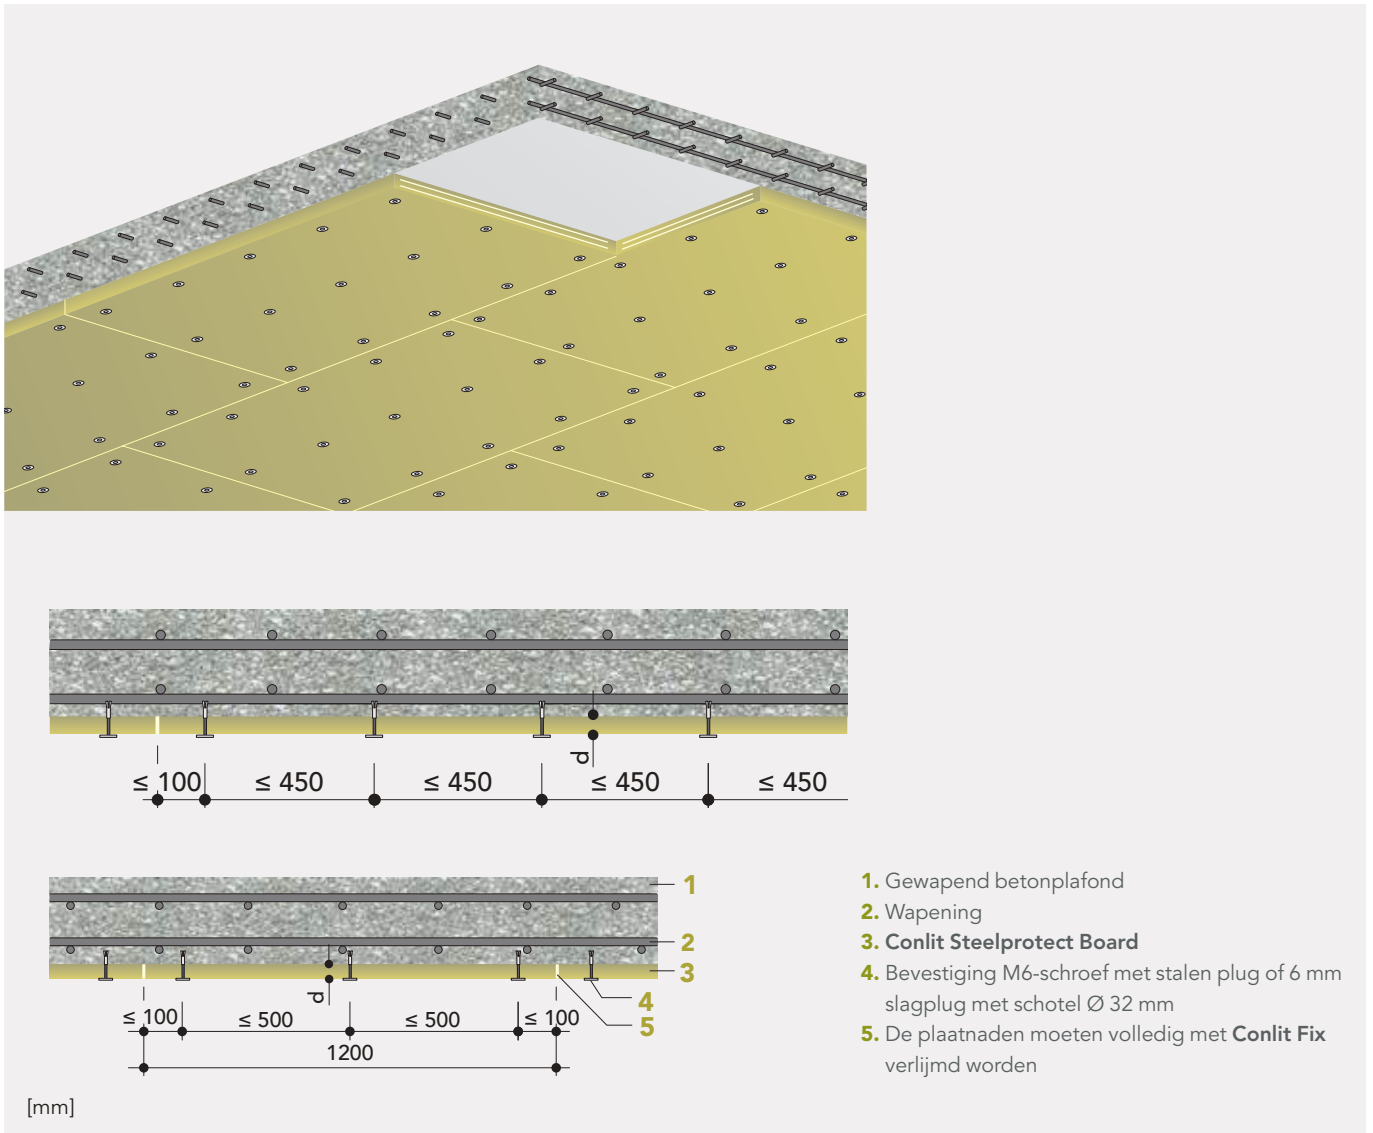 d
≤ 100 ≤ 450 ≤ 450 ≤ 450 ≤ 450
1
2
3
4
5
d
≤ 100 ≤ 500 ≤ 500 ≤ 100
1200
1. Gewapend betonplafond
2. Wapening
3. Conlit Steelprotect Board
4. Bevestiging M6-schroef met stalen plug of 6 mm
slagplug met schotel Ø 32 mm
5. De plaatnaden moeten volledig met Conlit Fix
verlijmd worden
[mm]